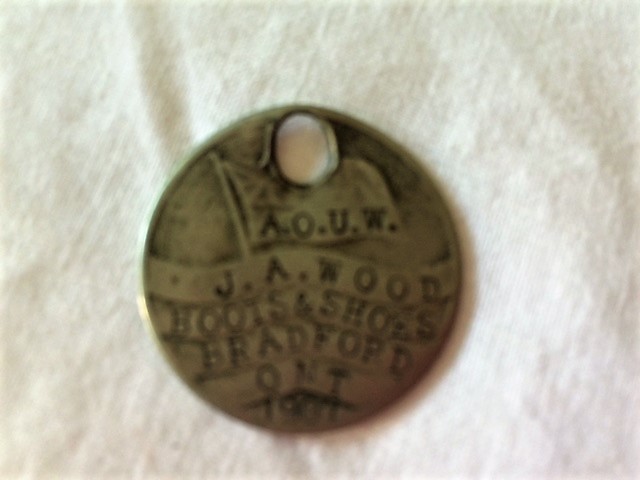 A.O.U.W.
J. A. WOOD
BOOTS & SHOES
BRADFORD
ONT